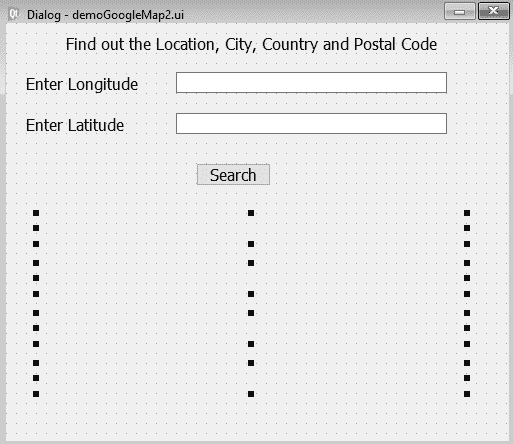 Dialog - demoGoogleMap2.ui
Find out the Location, City, Country and Postal Code
Enter Longitude
Enter Latitude
Search